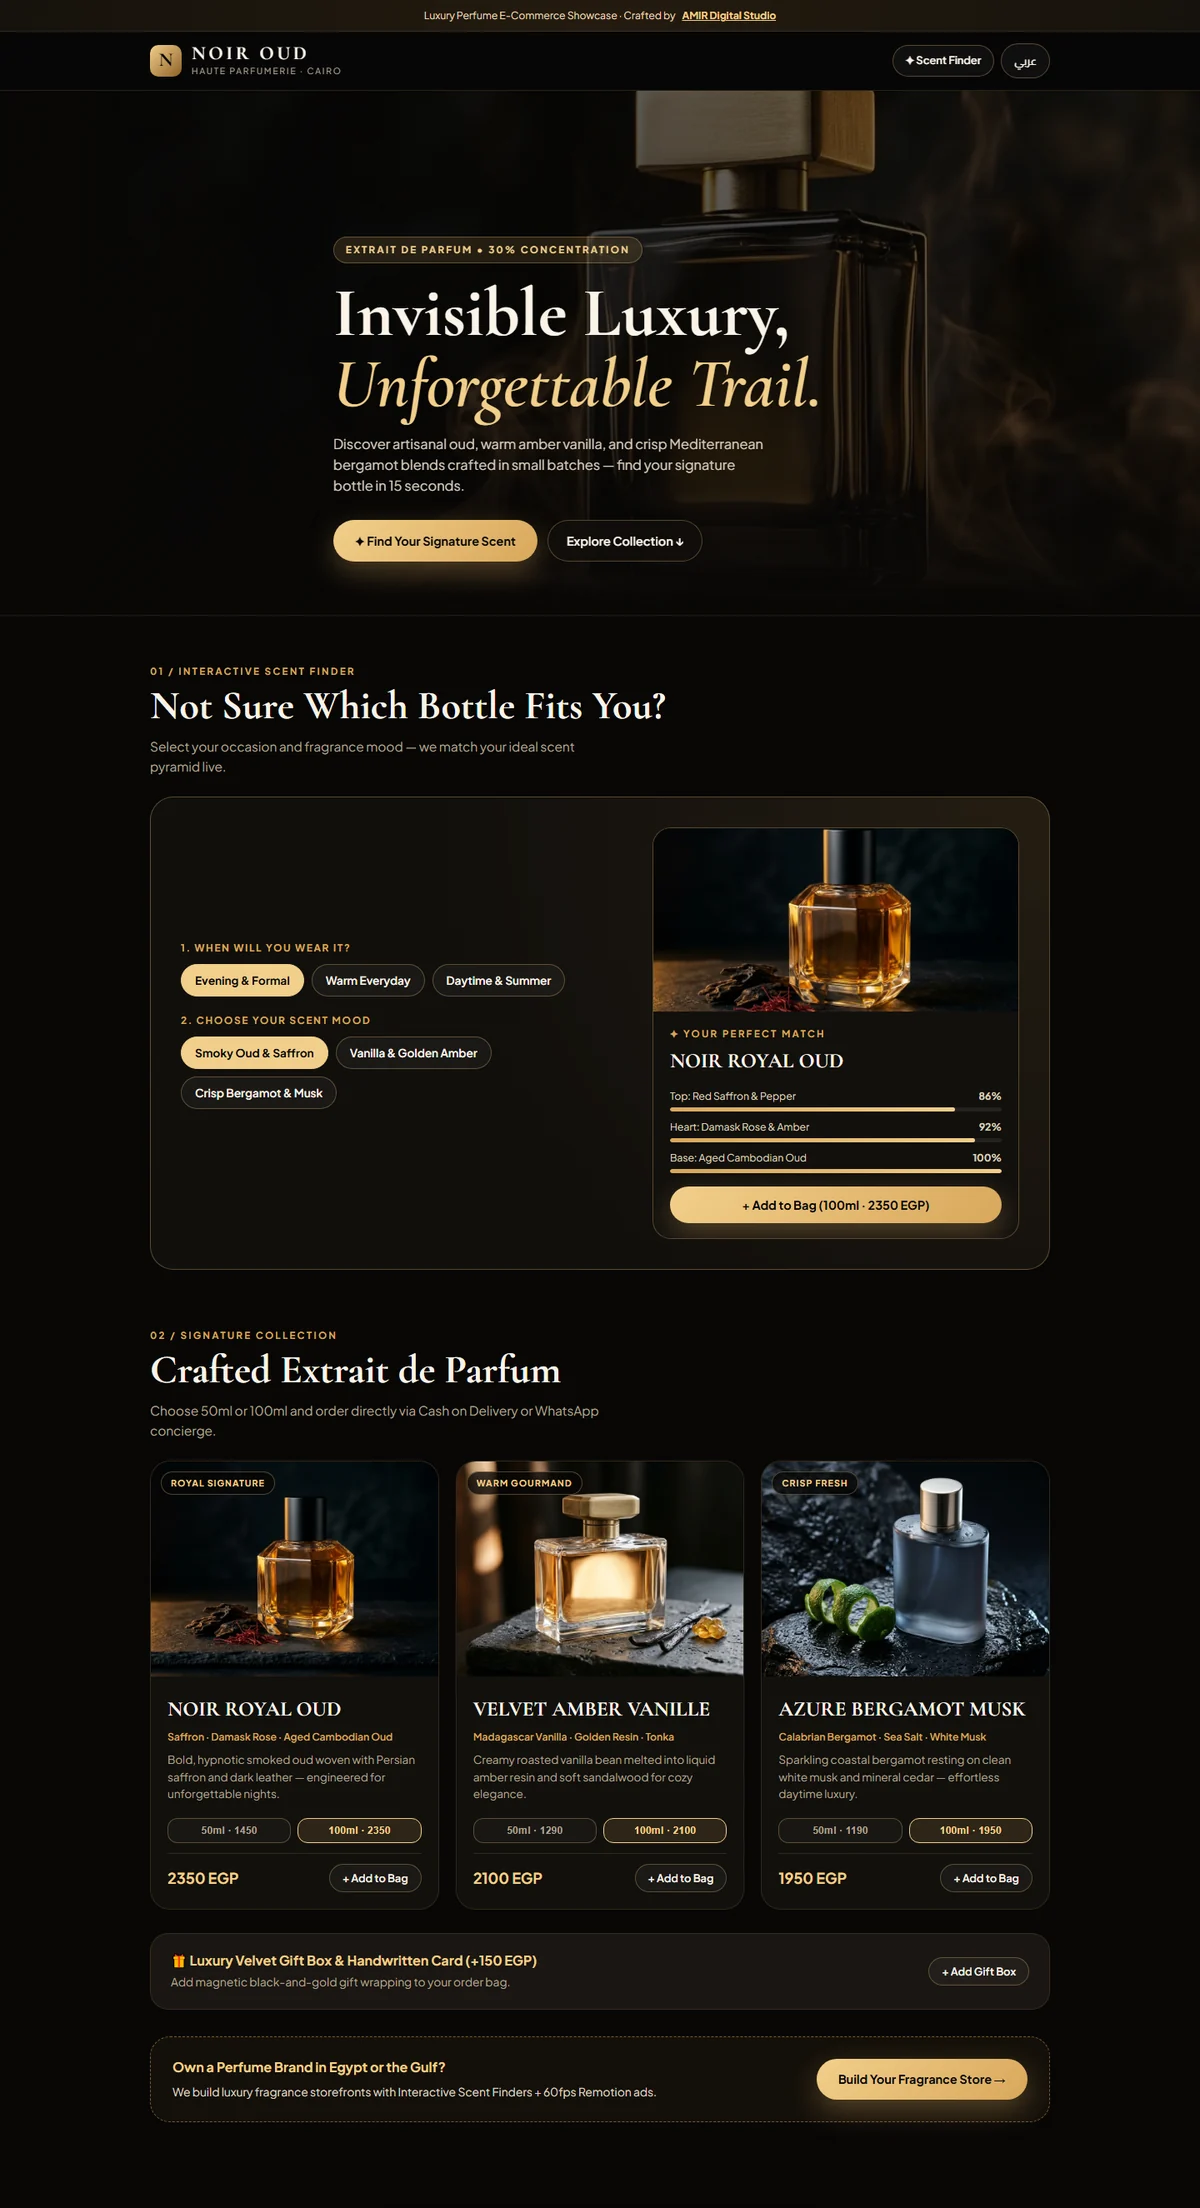 Luxury Perfume E-Commerce Showcase · Crafted by AMIR Digital Studio
N
NOIR OUD
HAUTE PARFUMERIE · CAIRO
✦ Scent Finder
عربي
EXTRAIT DE PARFUM • 30% CONCENTRATION
Invisible Luxury,
Unforgettable Trail.
Discover artisanal oud, warm amber vanilla, and crisp Mediterranean
bergamot blends crafted in small batches — find your signature
bottle in 15 seconds.
✦ Find Your Signature Scent
Explore Collection ↓
01 / INTERACTIVE SCENT FINDER
Not Sure Which Bottle Fits You?
Select your occasion and fragrance mood — we match your ideal scent
pyramid live.
1. WHEN WILL YOU WEAR IT?
Evening & Formal
Warm Everyday
Daytime & Summer
2. CHOOSE YOUR SCENT MOOD
Smoky Oud & Saffron
Vanilla & Golden Amber
Crisp Bergamot & Musk
✦ YOUR PERFECT MATCH
NOIR ROYAL OUD
Top: Red Saffron & Pepper 86%
Heart: Damask Rose & Amber 92%
Base: Aged Cambodian Oud 100%
+ Add to Bag (100ml · 2350 EGP)
02 / SIGNATURE COLLECTION
Crafted Extrait de Parfum
Choose 50ml or 100ml and order directly via Cash on Delivery or WhatsApp
concierge.
ROYAL SIGNATURE
NOIR ROYAL OUD
Saffron · Damask Rose · Aged Cambodian Oud
Bold, hypnotic smoked oud woven with Persian
saffron and dark leather — engineered for
unforgettable nights.
50ml · 1450
100ml · 2350
2350 EGP
+ Add to Bag
WARM GOURMAND
VELVET AMBER VANILLE
Madagascar Vanilla · Golden Resin · Tonka
Creamy roasted vanilla bean melted into liquid
amber resin and soft sandalwood for cozy
elegance.
50ml · 1290
100ml · 2100
2100 EGP
+ Add to Bag
CRISP FRESH
AZURE BERGAMOT MUSK
Calabrian Bergamot · Sea Salt · White Musk
Sparkling coastal bergamot resting on clean
white musk and mineral cedar — effortless
daytime luxury.
50ml · 1190
100ml · 1950
1950 EGP
+ Add to Bag
🎁 Luxury Velvet Gift Box & Handwritten Card (+150 EGP)
Add magnetic black-and-gold gift wrapping to your order bag.
+ Add Gift Box
Own a Perfume Brand in Egypt or the Gulf?
We build luxury fragrance storefronts with Interactive Scent Finders + 60fps Remotion ads.
Build Your Fragrance Store →